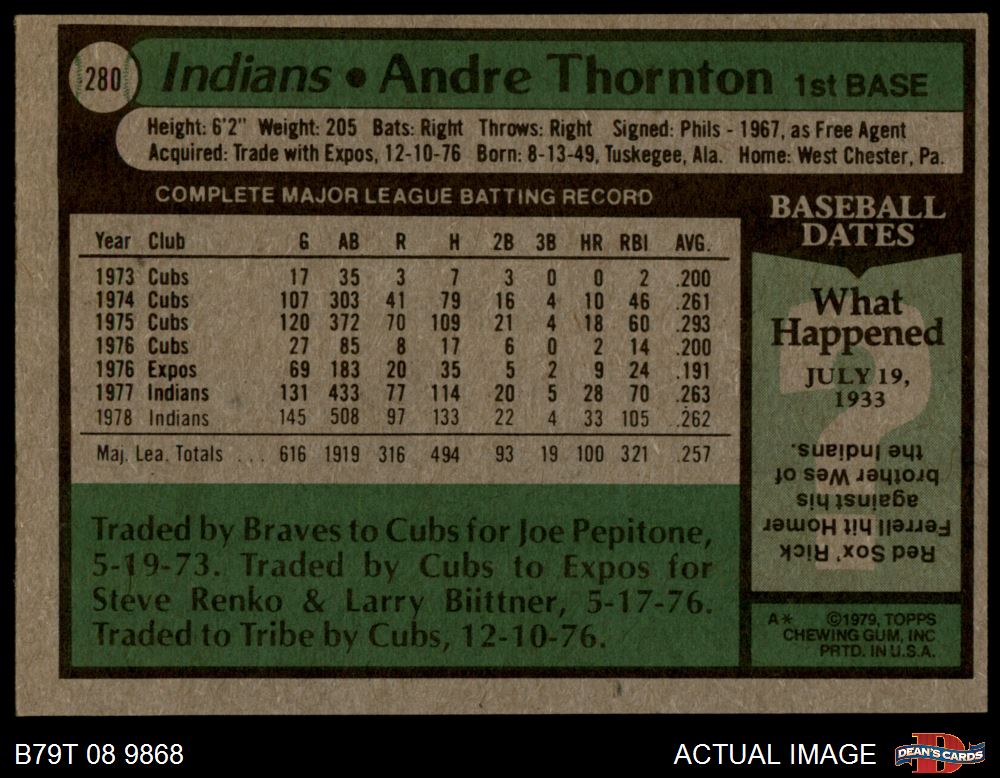 280
Indians • Andre Thornton 1st BASE
Height: 6'2" Weight: 205 Bats: Right Throws: Right Signed: Phils - 1967, as Free Agent
Acquired: Trade with Expos, 12-10-76 Born: 8-13-49, Tuskegee, Ala. Home: West Chester, Pa.
COMPLETE MAJOR LEAGUE BATTING RECORD
Year Club G AB R H 2B 3B HR RBI AVG.
1973 Cubs 17 35 3 7 3 0 0 2 .200
1974 Cubs 107 303 41 79 16 4 10 46 .261
1975 Cubs 120 372 70 109 21 4 18 60 .293
1976 Cubs 27 85 8 17 6 0 2 14 .200
1976 Expos 69 183 20 35 5 2 9 24 .191
1977 Indians 131 433 77 114 20 5 28 70 .263
1978 Indians 145 508 97 133 22 4 33 105 .262
Maj. Lea. Totals ... 616 1919 316 494 93 19 100 321 .257
Traded by Braves to Cubs for Joe Pepitone,
5-19-73. Traded by Cubs to Expos for
Steve Renko & Larry Biittner, 5-17-76.
Traded to Tribe by Cubs, 12-10-76.
BASEBALL
DATES
What
Happened
JULY 19,
1933
?
Red Sox' Rick
Ferrell hit Homer
against his
brother Wes of
the Indians.
A* ©1979, TOPPS
CHEWING GUM, INC
PRTD. IN U.S.A.
B79T 08 9868
ACTUAL IMAGE
D
DEAN'S CARDS